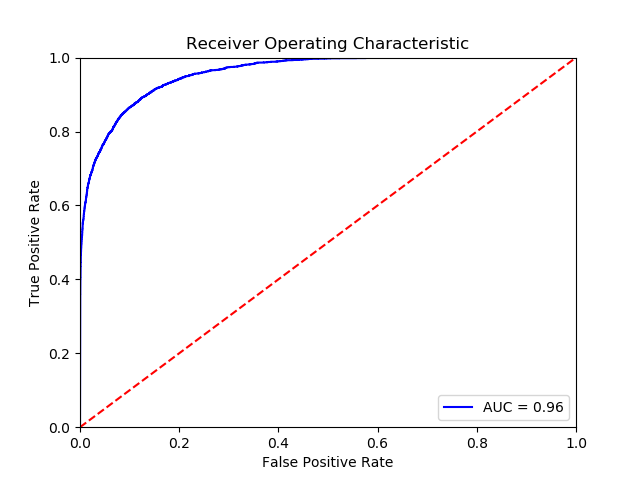 Receiver Operating Characteristic
1.0
0.8
0.6
0.4
0.2
0.0
True Positive Rate
AUC = 0.96
0.0 0.2 0.4 0.6 0.8 1.0
False Positive Rate